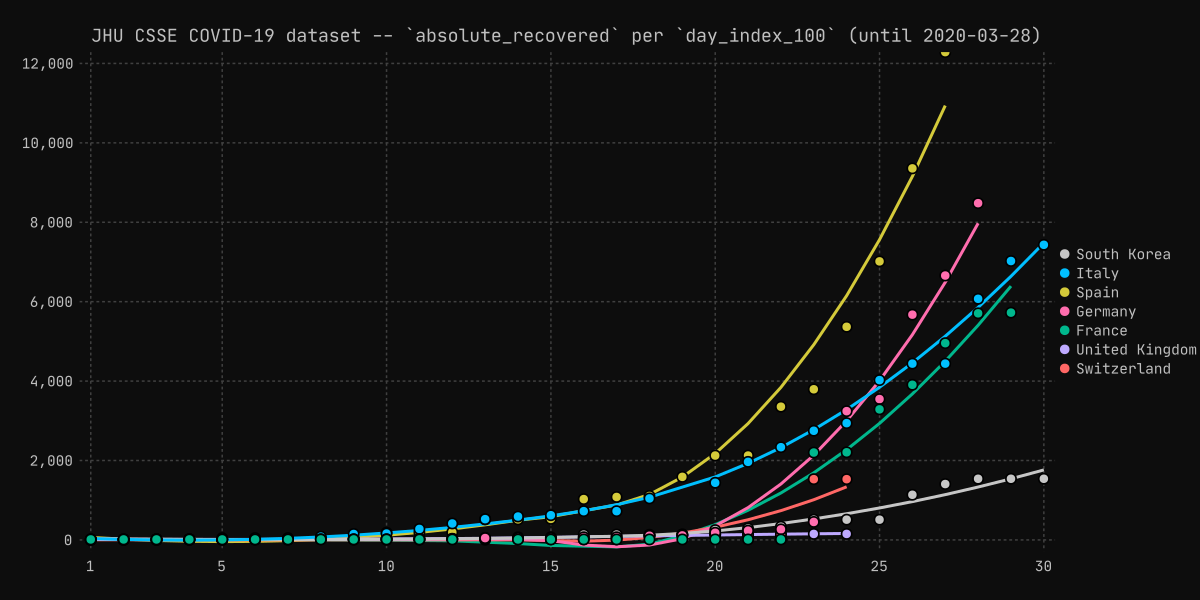 JHU CSSE COVID-19 dataset -- `absolute_recovered` per `day_index_100` (until 2020-03-28)
12,000
10,000
8,000
6,000
4,000
2,000
0
1 5 10 15 20 25 30
South Korea
Italy
Spain
Germany
France
United Kingdom
Switzerland